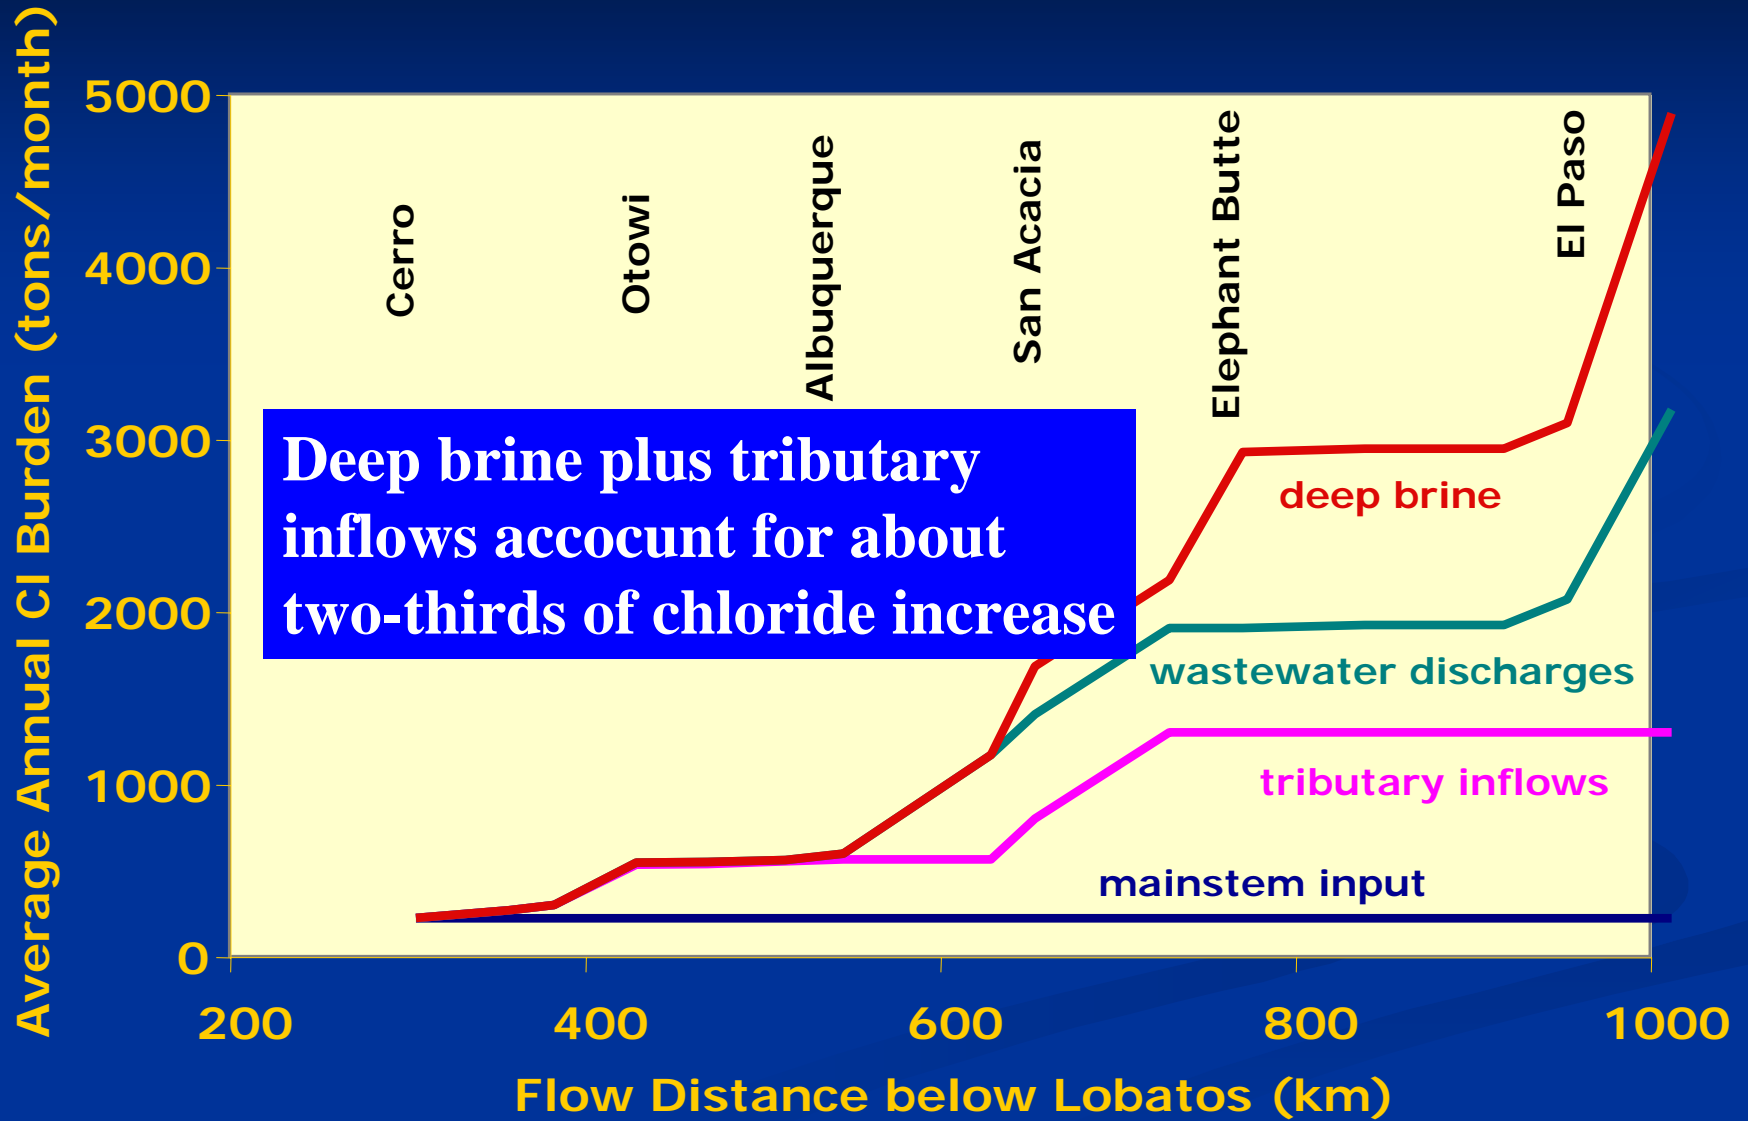 Average Annual Cl Burden (tons/month)
5000
4000
3000
2000
1000
0
Cerro
Otowi
Albuquerque
San Acacia
Elephant Butte
El Paso
Deep brine plus tributary
inflows accocunt for about
two-thirds of chloride increase
deep brine
wastewater discharges
tributary inflows
mainstem input
200
400
600
800
1000
Flow Distance below Lobatos (km)